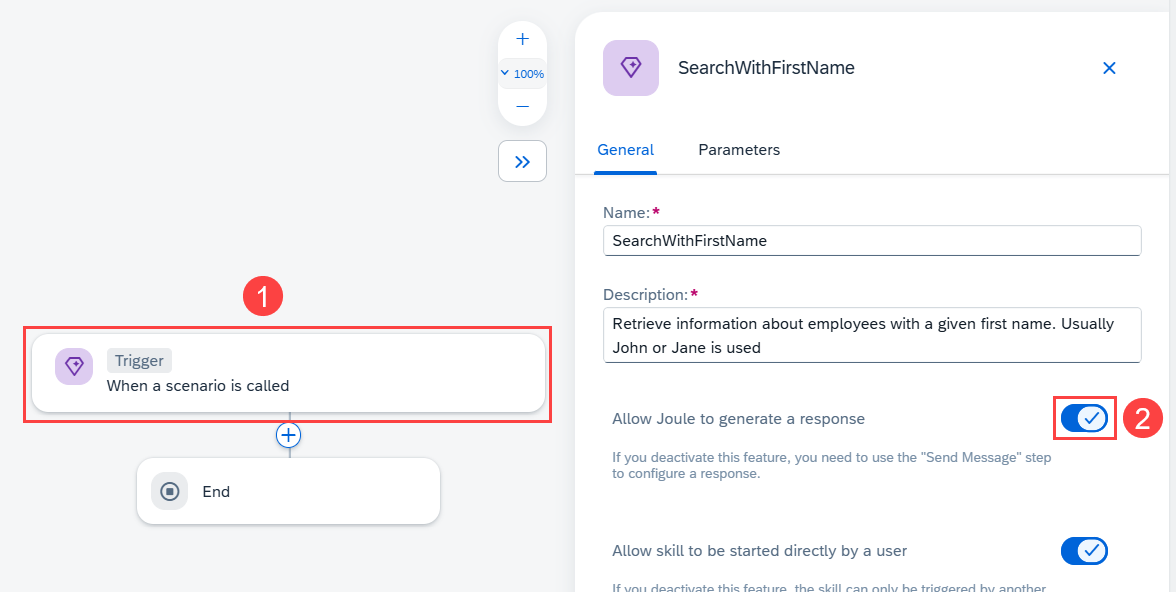 100%
SearchWithFirstName
General
Parameters
Name:*
SearchWithFirstName
Description:*
Retrieve information about employees with a given first name. Usually
John or Jane is used
1
Trigger
When a scenario is called
End
Allow Joule to generate a response
2
If you deactivate this feature, you need to use the "Send Message" step
to configure a response.
Allow skill to be started directly by a user
If you deactivate this feature, the skill can only be triggered by another